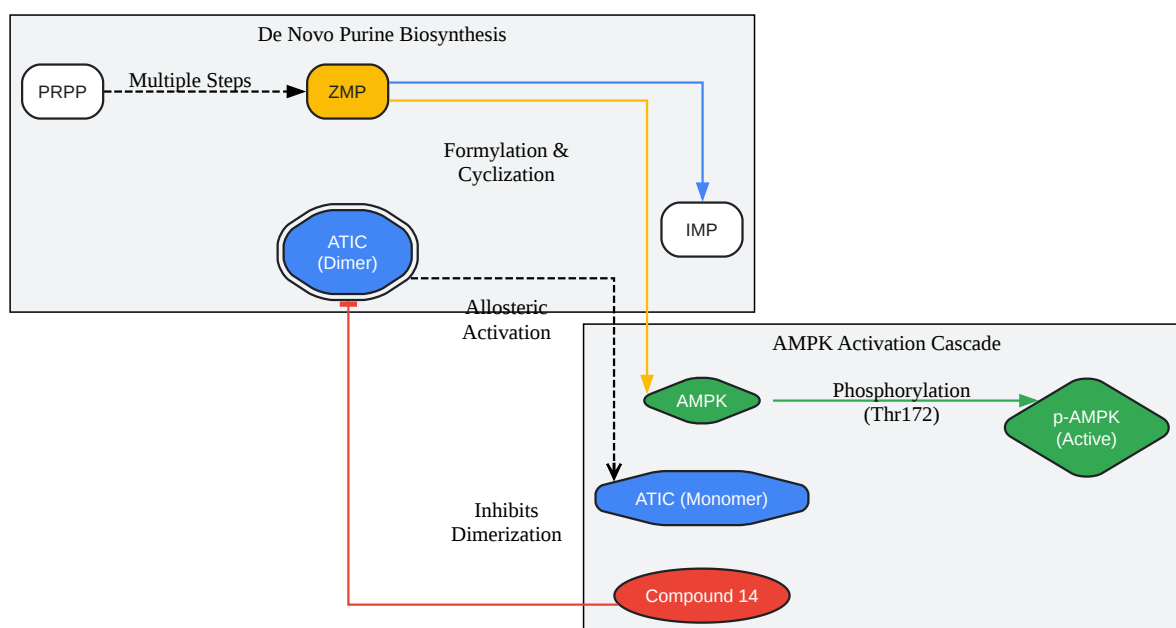 De Novo Purine Biosynthesis
PRPP
Multiple Steps
ZMP
Formylation &
Cyclization
IMP
ATIC
(Dimer)
Allosteric
Activation
AMPK Activation Cascade
AMPK
Phosphorylation
(Thr172)
p-AMPK
(Active)
ATIC (Monomer)
Inhibits
Dimerization
Compound 14